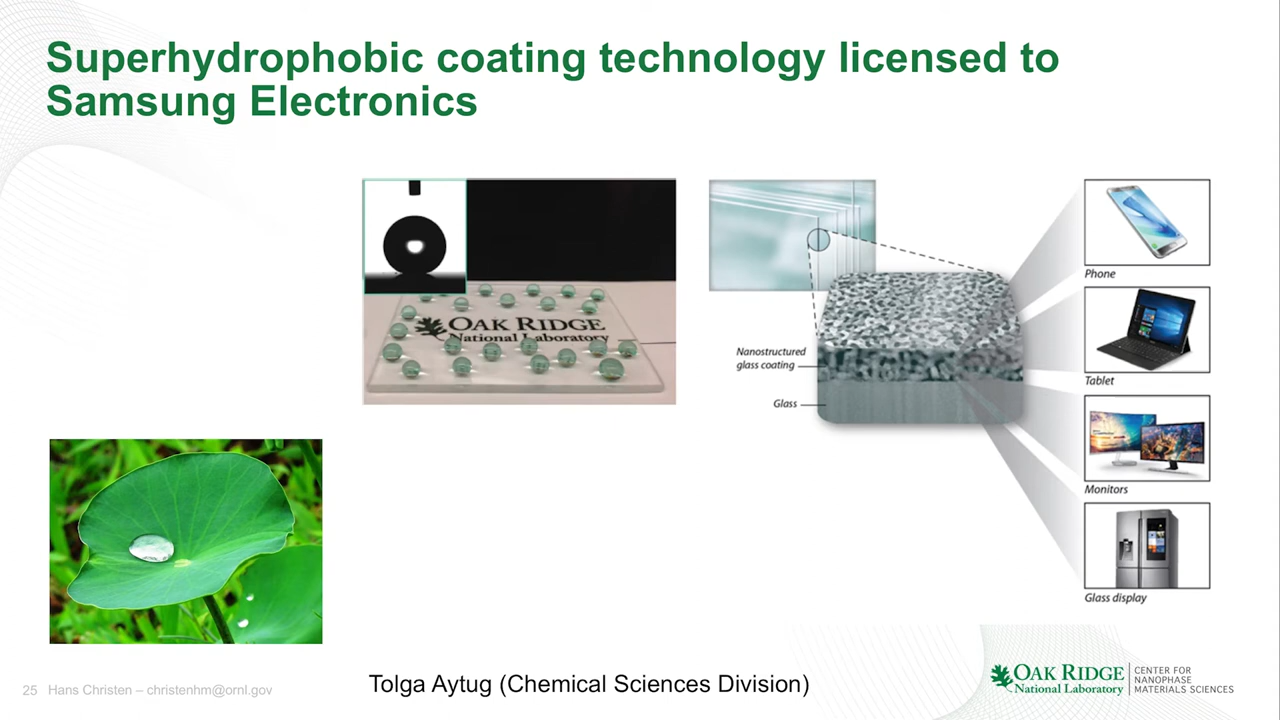 Superhydrophobic coating technology licensed to
Samsung Electronics
OAK RIDGE
National Laboratory
Nanostructured
glass coating
Glass
Phone
Tablet
Monitors
Glass display
25 Hans Christen – christenhm@ornl.gov
Tolga Aytug (Chemical Sciences Division)
OAK RIDGE
National Laboratory
CENTER FOR
NANOPHASE
MATERIALS SCIENCES